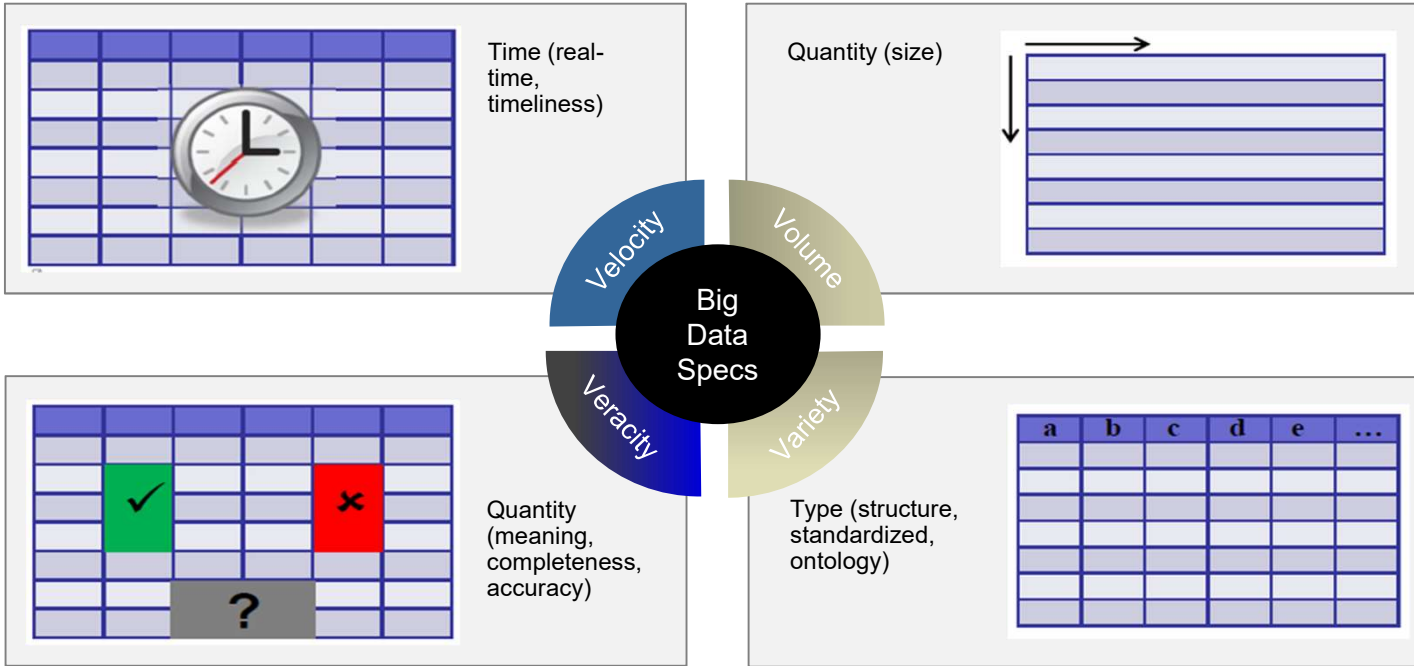 Time (real-
time,
timeliness)
Quantity (size)
Velocity
Volume
Big
Data
Specs
Veracity
Variety
Quantity
(meaning,
completeness,
accuracy)
?
Type (structure,
standardized,
ontology)
a b c d e ...